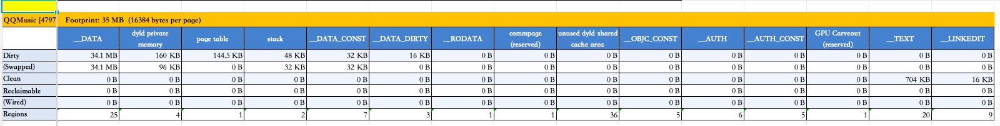 QQMusic [4797 Footprint: 35 MB (16384 bytes per page)
__DATA dyld private memory page table stack __DATA_CONST __DATA_DIRTY __RODATA commpage (reserved) unused dyld shared cache area __OBJC_CONST __AUTH __AUTH_CONST GPU Carveout (reserved) __TEXT __LINKEDIT
Dirty 34.1 MB 160 KB 144.5 KB 48 KB 32 KB 16 KB 0 B 0 B 0 B 0 B 0 B 0 B 0 B 0 B 0 B
(Swapped) 34.1 MB 96 KB 0 B 32 KB 32 KB 0 B 0 B 0 B 0 B 0 B 0 B 0 B 0 B 0 B 0 B
Clean 0 B 0 B 0 B 0 B 0 B 0 B 0 B 0 B 0 B 0 B 0 B 0 B 0 B 704 KB 16 KB
Reclaimable 0 B 0 B 0 B 0 B 0 B 0 B 0 B 0 B 0 B 0 B 0 B 0 B 0 B 0 B 0 B
(Wired) 0 B 0 B 0 B 0 B 0 B 0 B 0 B 0 B 0 B 0 B 0 B 0 B 0 B 0 B 0 B
Regions 25 4 1 2 7 3 1 1 36 5 6 5 1 20 9